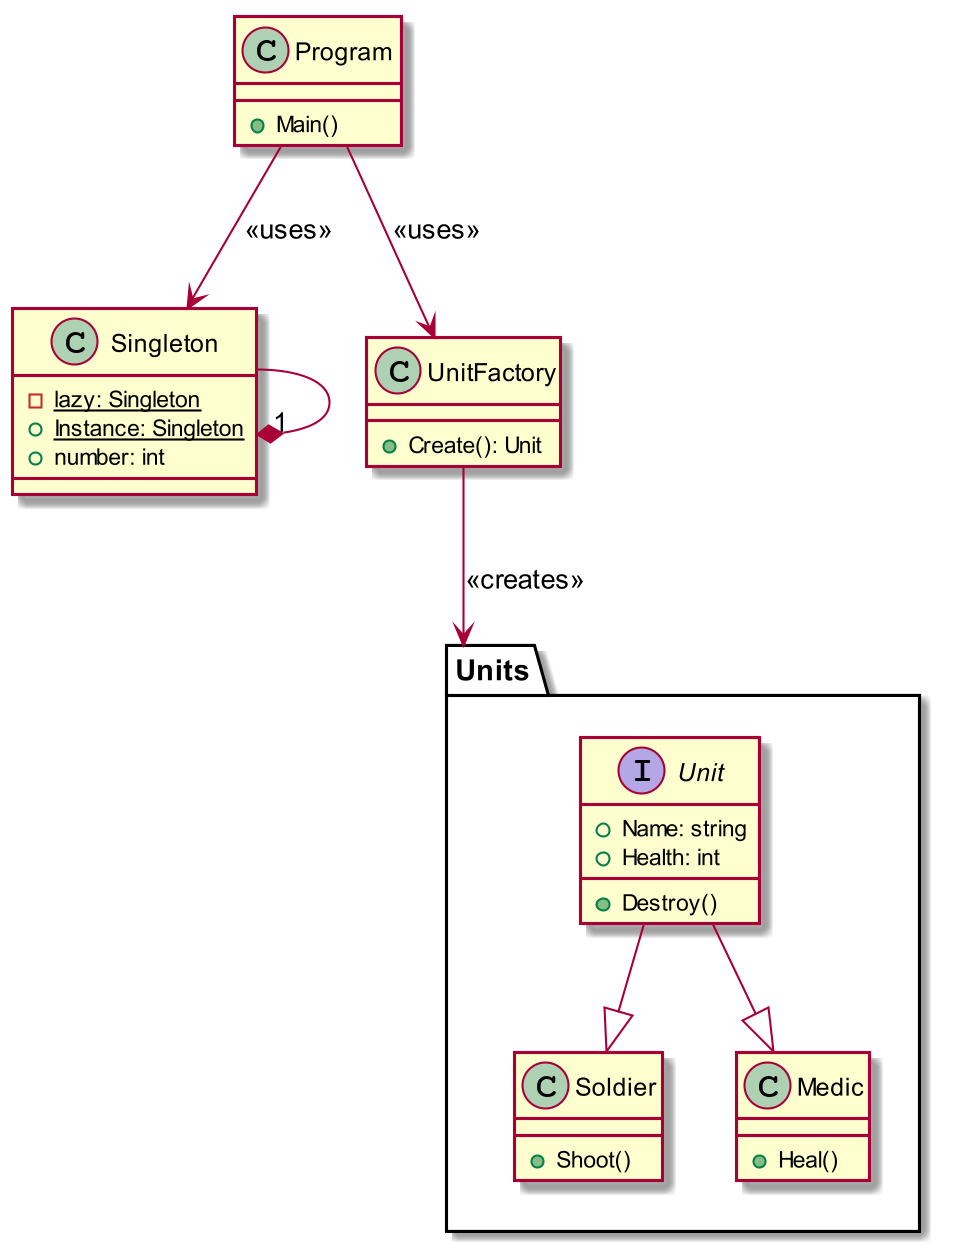 C Program
Main()
«uses»
«uses»
C Singleton
lazy: Singleton
Instance: Singleton
number: int
1
C UnitFactory
Create(): Unit
«creates»
Units
I Unit
Name: string
Health: int
Destroy()
C Soldier
Shoot()
C Medic
Heal()